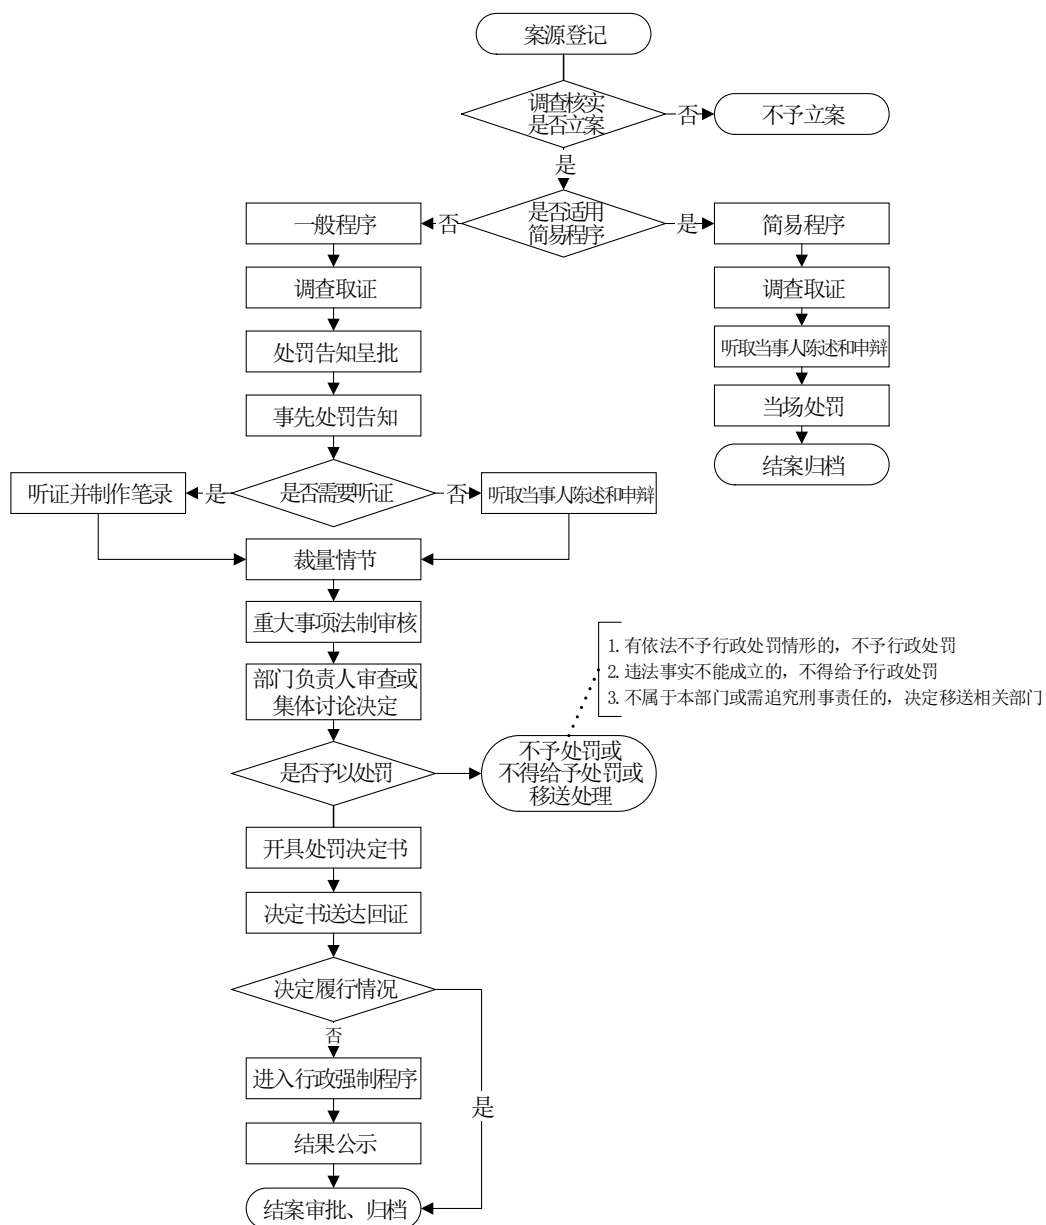 案源登记
调查核实
是否立案
否
不予立案
是
一般程序
否
是否适用
简易程序
是
简易程序
调查取证
调查取证
处罚告知呈批
听取当事人陈述和申辩
事先处罚告知
当场处罚
结案归档
听证并制作笔录
是
是否需要听证
否
听取当事人陈述和申辩
裁量情节
重大事项法制审核
1.有依法不予行政处罚情形的，不予行政处罚
2.违法事实不能成立的，不得给予行政处罚
3.不属于本部门或需追究刑事责任的，决定移送相关部门
部门负责人审查或
集体讨论决定
是否予以处罚
不予处罚或
不得给予处罚或
移送处理
开具处罚决定书
决定书送达回证
决定履行情况
否
进入行政强制程序
是
结果公示
结案审批、归档